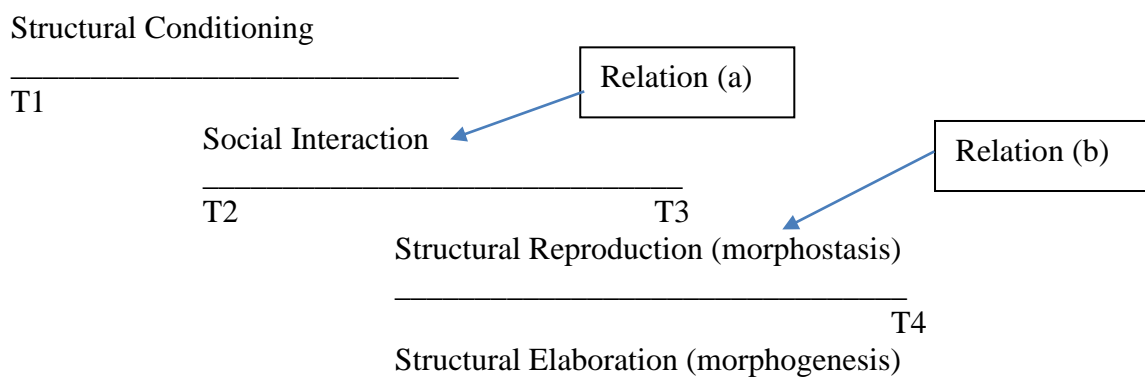 Structural Conditioning
Relation (a)
T1
Social Interaction
Relation (b)
T2 T3
Structural Reproduction (morphostasis)
T4
Structural Elaboration (morphogenesis)